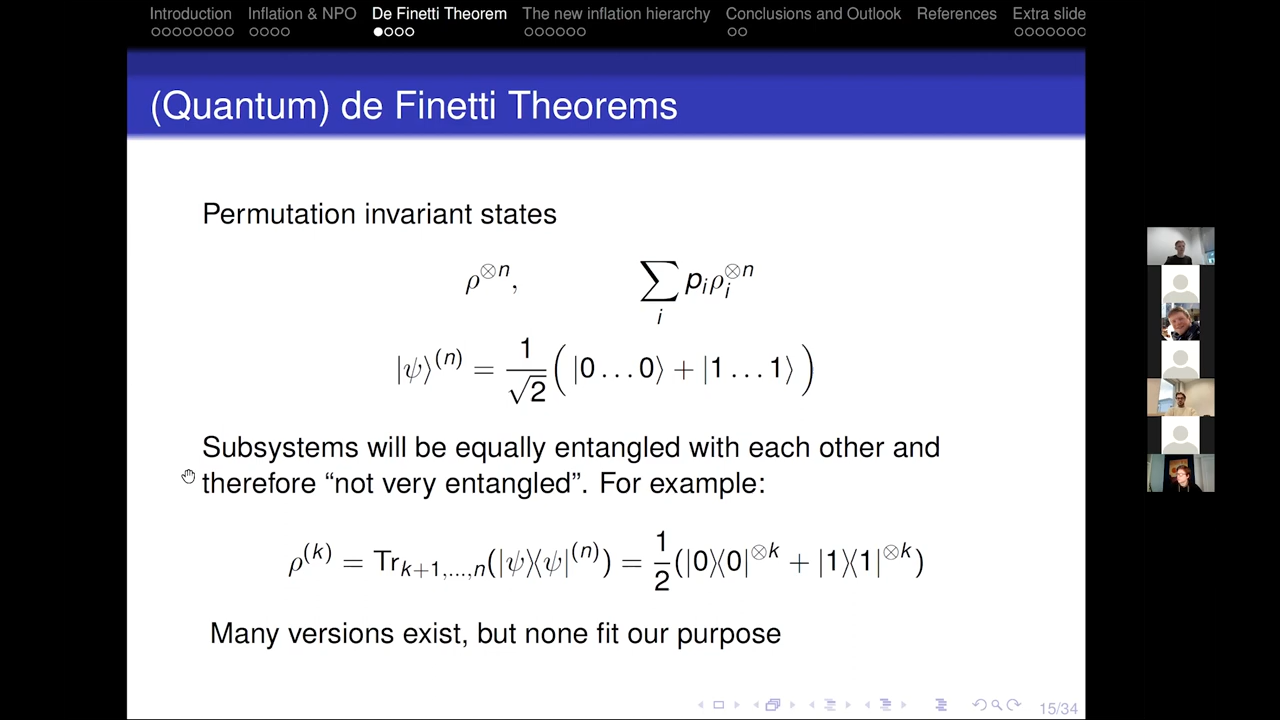 Introduction Inflation & NPO De Finetti Theorem The new inflation hierarchy Conclusions and Outlook References Extra slide
(Quantum) de Finetti Theorems
Permutation invariant states
ρ^{⊗n}, ∑_i p_i ρ_i^{⊗n}
|ψ⟩^{(n)} = 1/√2 ( |0...0⟩ + |1...1⟩ )
Subsystems will be equally entangled with each other and
therefore “not very entangled”. For example:
ρ^{(k)} = Tr_{k+1,...,n}(|ψ⟩⟨ψ|^{(n)}) = 1/2 (|0⟩⟨0|^{⊗k} + |1⟩⟨1|^{⊗k})
Many versions exist, but none fit our purpose
15/34